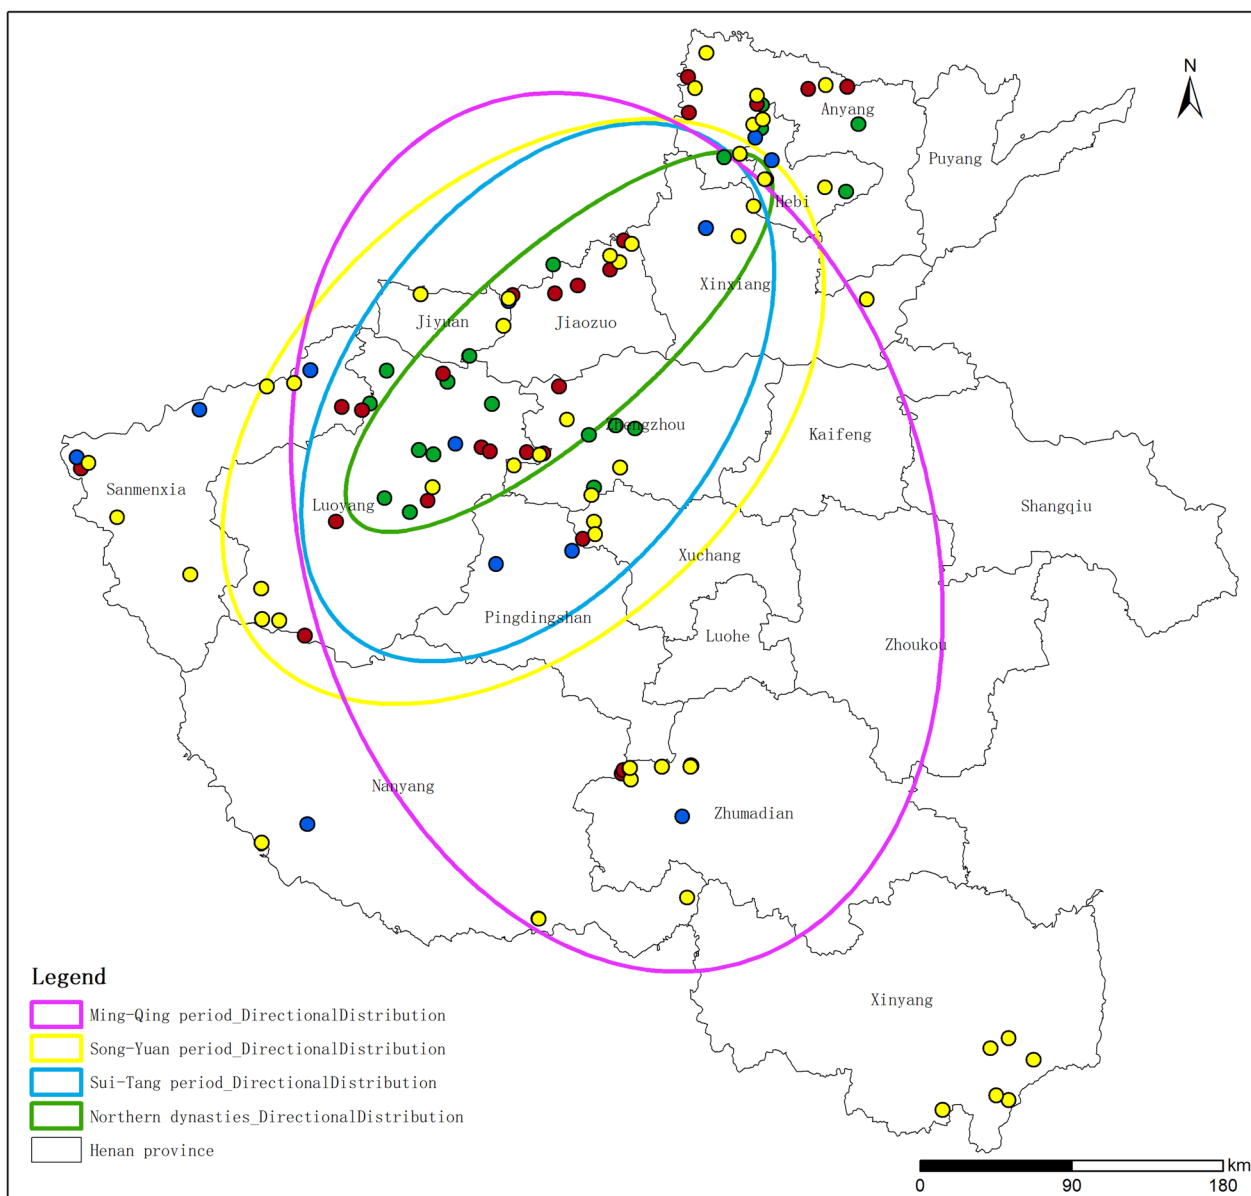 N
Anyang
Puyang
Hebi
Xinxiang
Jiyuan
Jiaozuo
Zhengzhou
Kaifeng
Sanmenxia
Luoyang
Shangqiu
Xuchang
Pingdingshan
Luohe
Zhoukou
Nanyang
Zhumadian
Xinyang
Legend
Ming-Qing period_DirectionalDistribution
Song-Yuan period_DirectionalDistribution
Sui-Tang period_DirectionalDistribution
Northern dynasties_DirectionalDistribution
Henan province
km
0 90 180